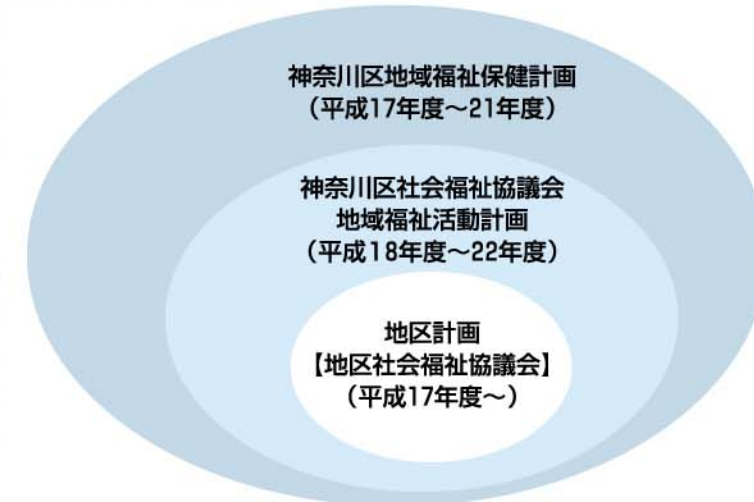 神奈川区地域福祉保健計画
（平成17年度～21年度）
神奈川区社会福祉協議会
地域福祉活動計画
（平成18年度～22年度）
地区計画
【地区社会福祉協議会】
（平成17年度～）